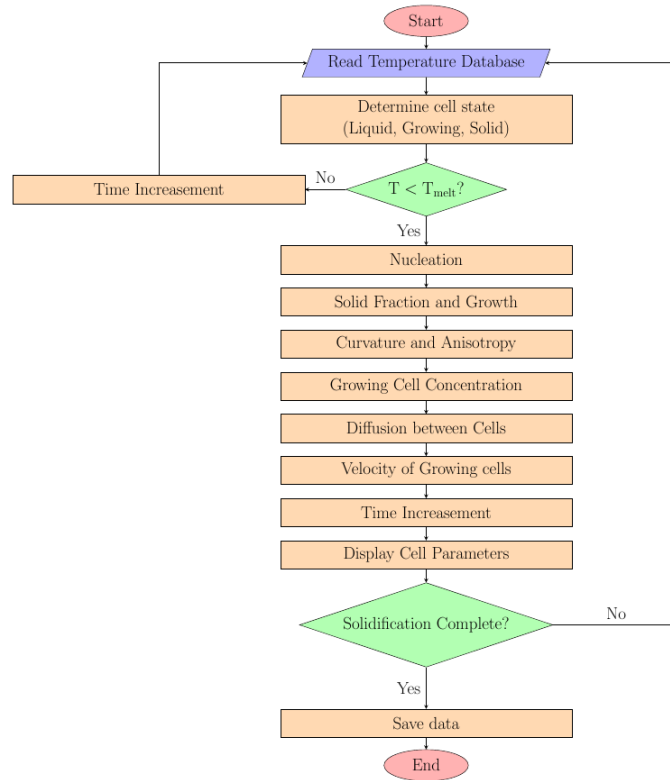 Start
Read Temperature Database
Determine cell state
(Liquid, Growing, Solid)
No
Time Increasement
T < Tmelt?
Yes
Nucleation
Solid Fraction and Growth
Curvature and Anisotropy
Growing Cell Concentration
Diffusion between Cells
Velocity of Growing cells
Time Increasement
Display Cell Parameters
Solidification Complete?
No
Yes
Save data
End